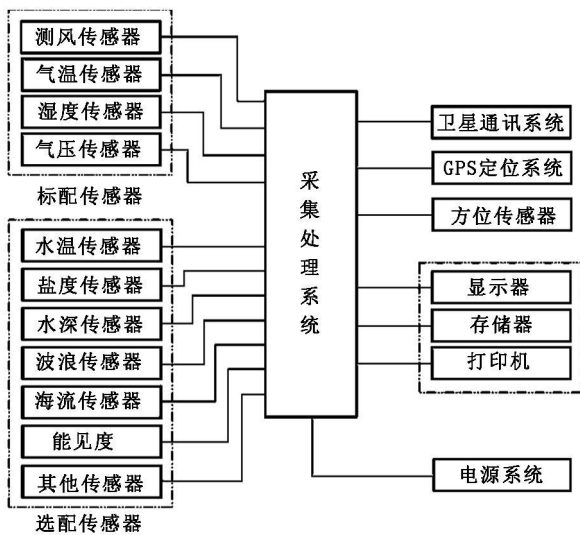 测风传感器
气温传感器
湿度传感器
气压传感器
标配传感器
水温传感器
盐度传感器
水深传感器
波浪传感器
海流传感器
能见度
其他传感器
选配传感器
采集处理系统
卫星通讯系统
GPS定位系统
方位传感器
显示器
存储器
打印机
电源系统